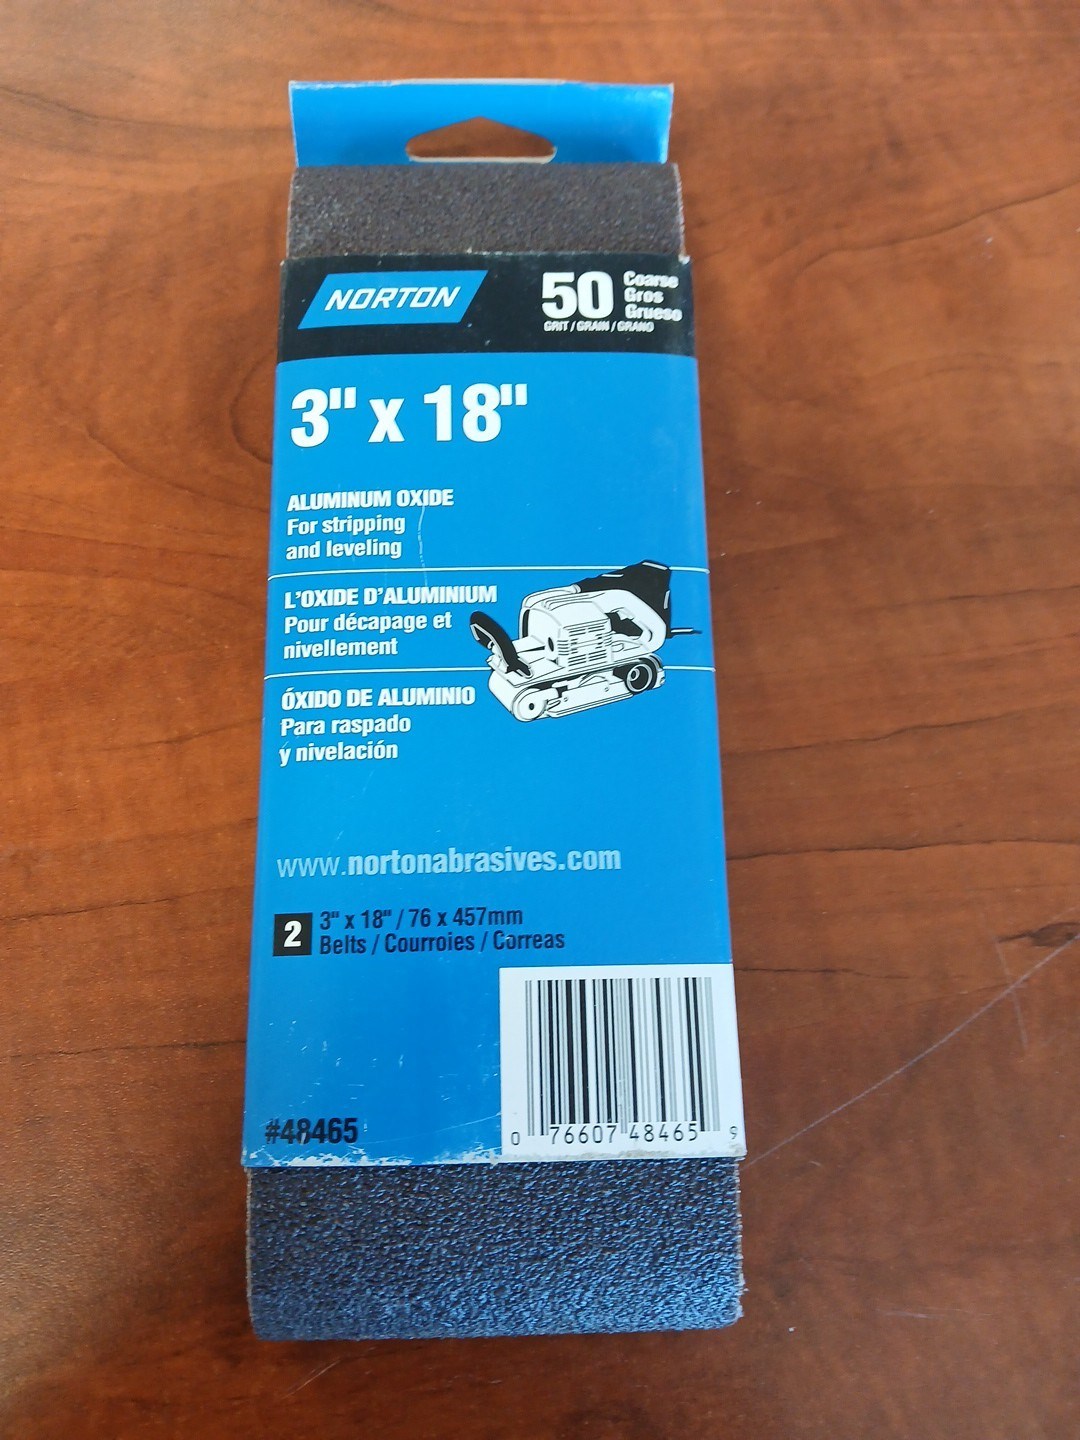 NORTON
50 Coarse
Gros
Grueso
GRIT / GRAIN / GRANO
3" x 18"
ALUMINUM OXIDE
For stripping
and leveling
L'OXIDE D'ALUMINIUM
Pour décapage et
nivellement
ÓXIDO DE ALUMINIO
Para raspado
y nivelación
www.nortonabrasives.com
2 3" x 18" / 76 x 457mm
Belts / Courroies / Correas
#48465
0 76607 48465 9